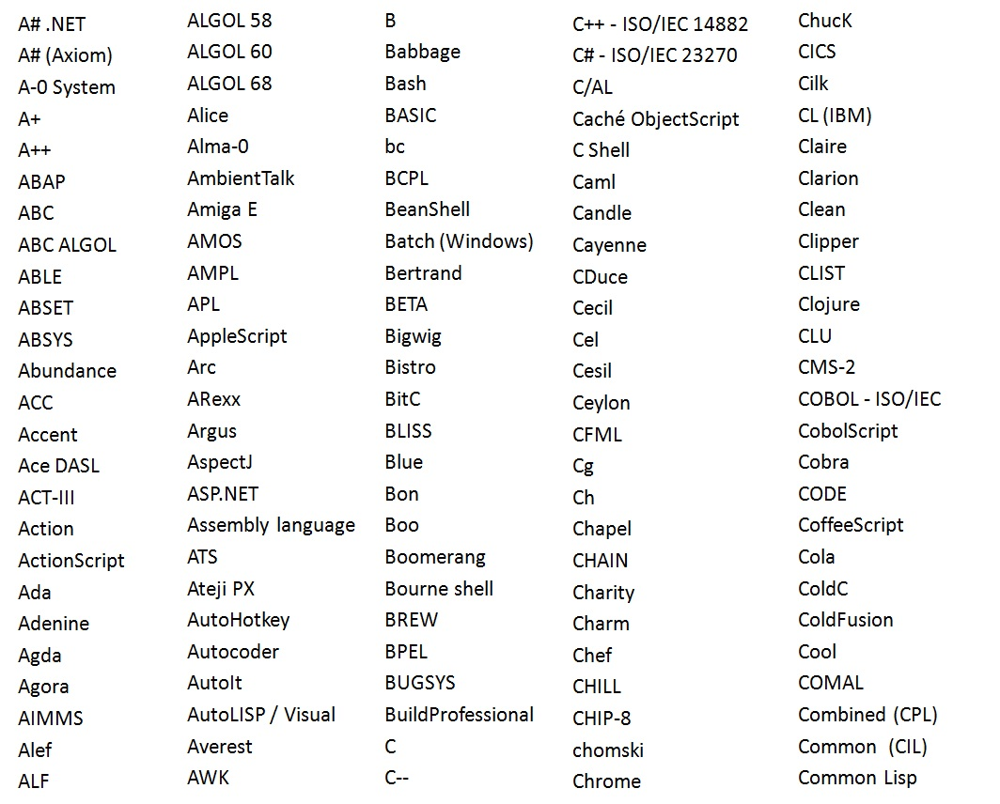 A# .NET
A# (Axiom)
A-0 System
A+
A++
ABAP
ABC
ABC ALGOL
ABLE
ABSET
ABSYS
Abundance
ACC
Accent
Ace DASL
ACT-III
Action
ActionScript
Ada
Adenine
Agda
Agora
AIMMS
Alef
ALF
ALGOL 58
ALGOL 60
ALGOL 68
Alice
Alma-0
AmbientTalk
Amiga E
AMOS
AMPL
APL
AppleScript
Arc
ARexx
Argus
AspectJ
ASP.NET
Assembly language
ATS
Ateji PX
AutoHotkey
Autocoder
AutoIt
AutoLISP / Visual
Averest
AWK
B
Babbage
Bash
BASIC
bc
BCPL
BeanShell
Batch (Windows)
Bertrand
BETA
Bigwig
Bistro
BitC
BLISS
Blue
Bon
Boo
Boomerang
Bourne shell
BREW
BPEL
BUGSYS
BuildProfessional
C
C--
C++ - ISO/IEC 14882
C# - ISO/IEC 23270
C/AL
Caché ObjectScript
C Shell
Caml
Candle
Cayenne
CDuce
Cecil
Cel
Cesil
Ceylon
CFML
Cg
Ch
Chapel
CHAIN
Charity
Charm
Chef
CHILL
CHIP-8
chomski
Chrome
ChucK
CICS
Cilk
CL (IBM)
Claire
Clarion
Clean
Clipper
CLIST
Clojure
CLU
CMS-2
COBOL - ISO/IEC
CobolScript
Cobra
CODE
CoffeeScript
Cola
ColdC
ColdFusion
Cool
COMAL
Combined (CPL)
Common (CIL)
Common Lisp